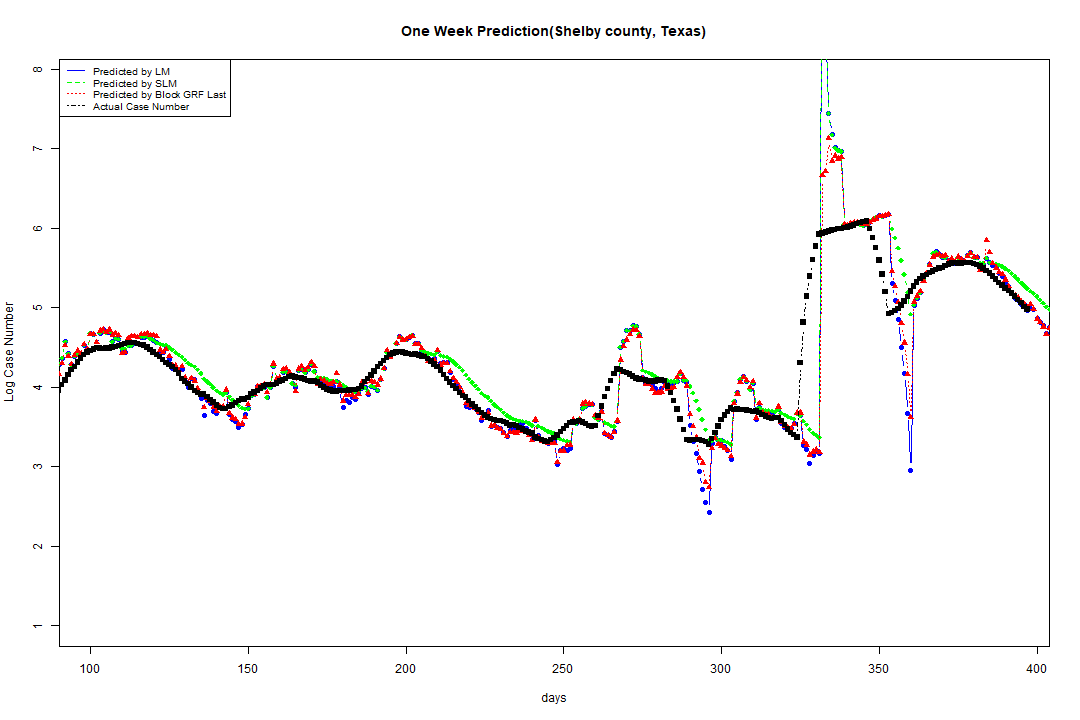 One Week Prediction(Shelby county, Texas)
Predicted by LM
Predicted by SLM
Predicted by Block GRF Last
Actual Case Number
8
7
6
5
4
3
2
1
Log Case Number
100 150 200 250 300 350 400
days